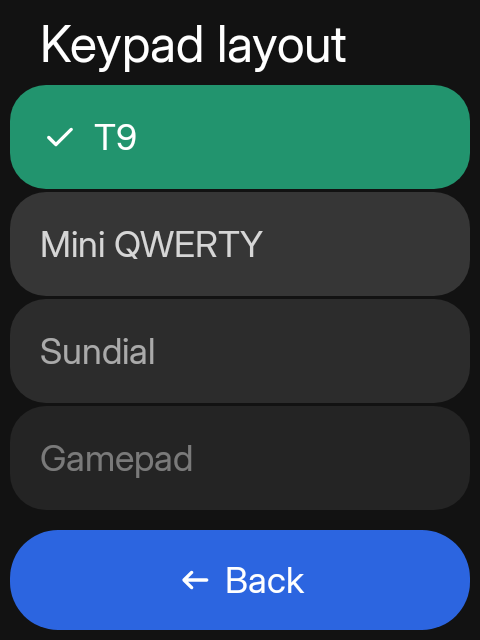 Keypad layout
T9
Mini QWERTY
Sundial
Gamepad
Back